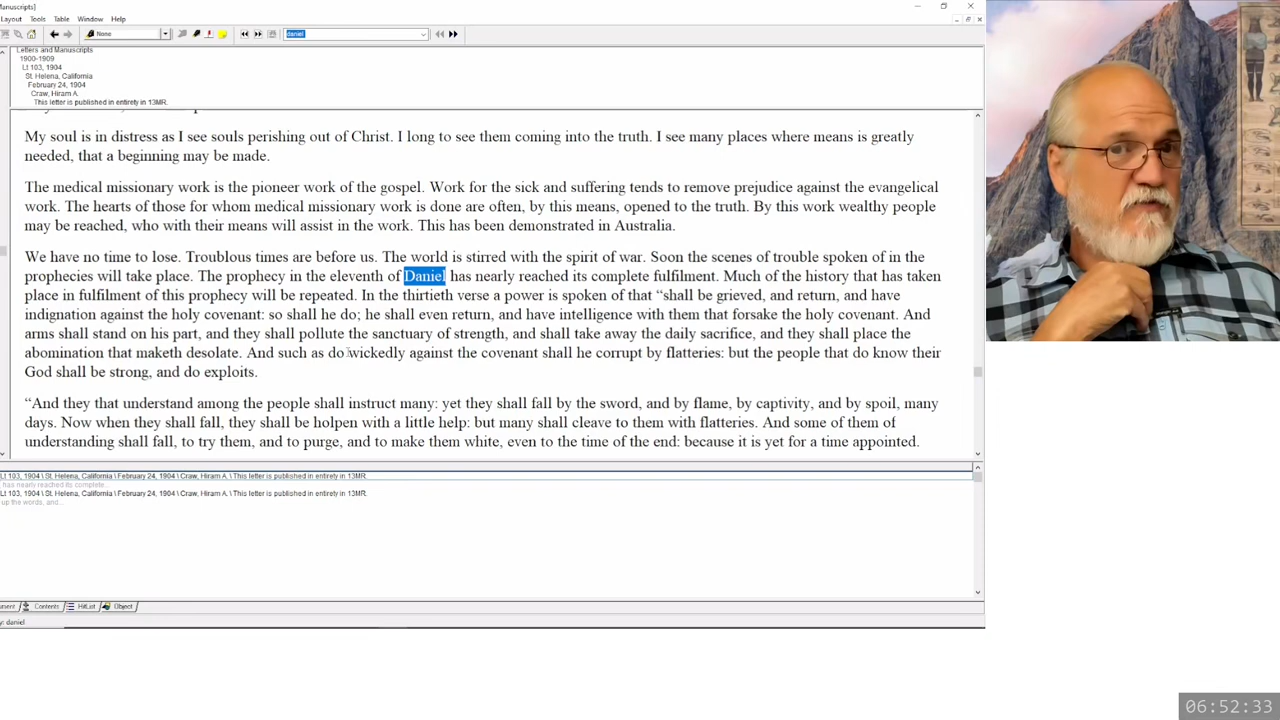 Manuscripts]
Layout Tools Table Window Help
None daniel
Letters and Manuscripts
1900-1909
Lt 103, 1904
St. Helena, California
February 24, 1904
Craw, Hiram A.
This letter is published in entirety in 13MR.
My soul is in distress as I see souls perishing out of Christ. I long to see them coming into the truth. I see many places where means is greatly
needed, that a beginning may be made.
The medical missionary work is the pioneer work of the gospel. Work for the sick and suffering tends to remove prejudice against the evangelical
work. The hearts of those for whom medical missionary work is done are often, by this means, opened to the truth. By this work wealthy people
may be reached, who with their means will assist in the work. This has been demonstrated in Australia.
We have no time to lose. Troublous times are before us. The world is stirred with the spirit of war. Soon the scenes of trouble spoken of in the
prophecies will take place. The prophecy in the eleventh of Daniel has nearly reached its complete fulfilment. Much of the history that has taken
place in fulfilment of this prophecy will be repeated. In the thirtieth verse a power is spoken of that “shall be grieved, and return, and have
indignation against the holy covenant: so shall he do; he shall even return, and have intelligence with them that forsake the holy covenant. And
arms shall stand on his part, and they shall pollute the sanctuary of strength, and shall take away the daily sacrifice, and they shall place the
abomination that maketh desolate. And such as do wickedly against the covenant shall he corrupt by flatteries: but the people that do know their
God shall be strong, and do exploits.
“And they that understand among the people shall instruct many: yet they shall fall by the sword, and by flame, by captivity, and by spoil, many
days. Now when they shall fall, they shall be holpen with a little help: but many shall cleave to them with flatteries. And some of them of
understanding shall fall, to try them, and to purge, and to make them white, even to the time of the end: because it is yet for a time appointed.
Lt 103, 1904 \ St. Helena, California \ February 24, 1904 \ Craw, Hiram A. \ This letter is published in entirety in 13MR.
has nearly reached its complete...
Lt 103, 1904 \ St. Helena, California \ February 24, 1904 \ Craw, Hiram A. \ This letter is published in entirety in 13MR.
up the words, and...
Contents HitList Object
y: daniel
06:52:33